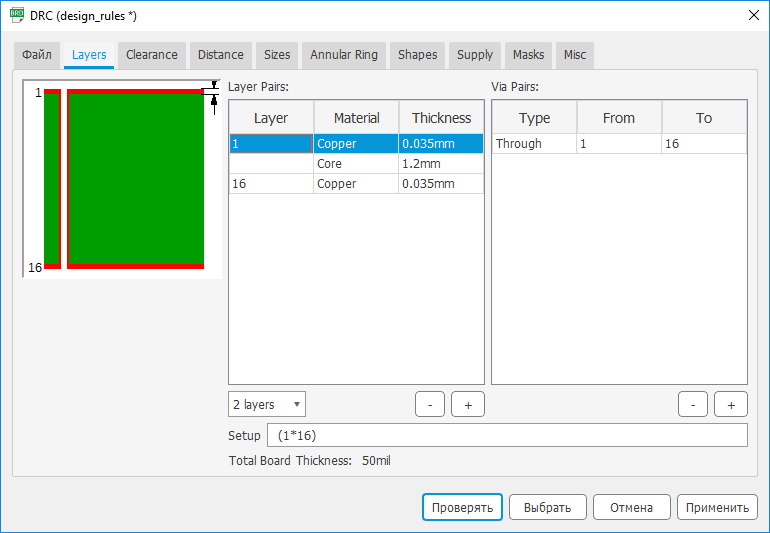 DRC (design_rules *)
Файл Layers Clearance Distance Sizes Annular Ring Shapes Supply Masks Misc
Layer Pairs: Via Pairs:
1
16
Layer Material Thickness
1 Copper 0.035mm
Core 1.2mm
16 Copper 0.035mm
Type From To
Through 1 16
2 layers - + - +
Setup (1*16)
Total Board Thickness: 50mil
Проверять Выбрать Отмена Применить